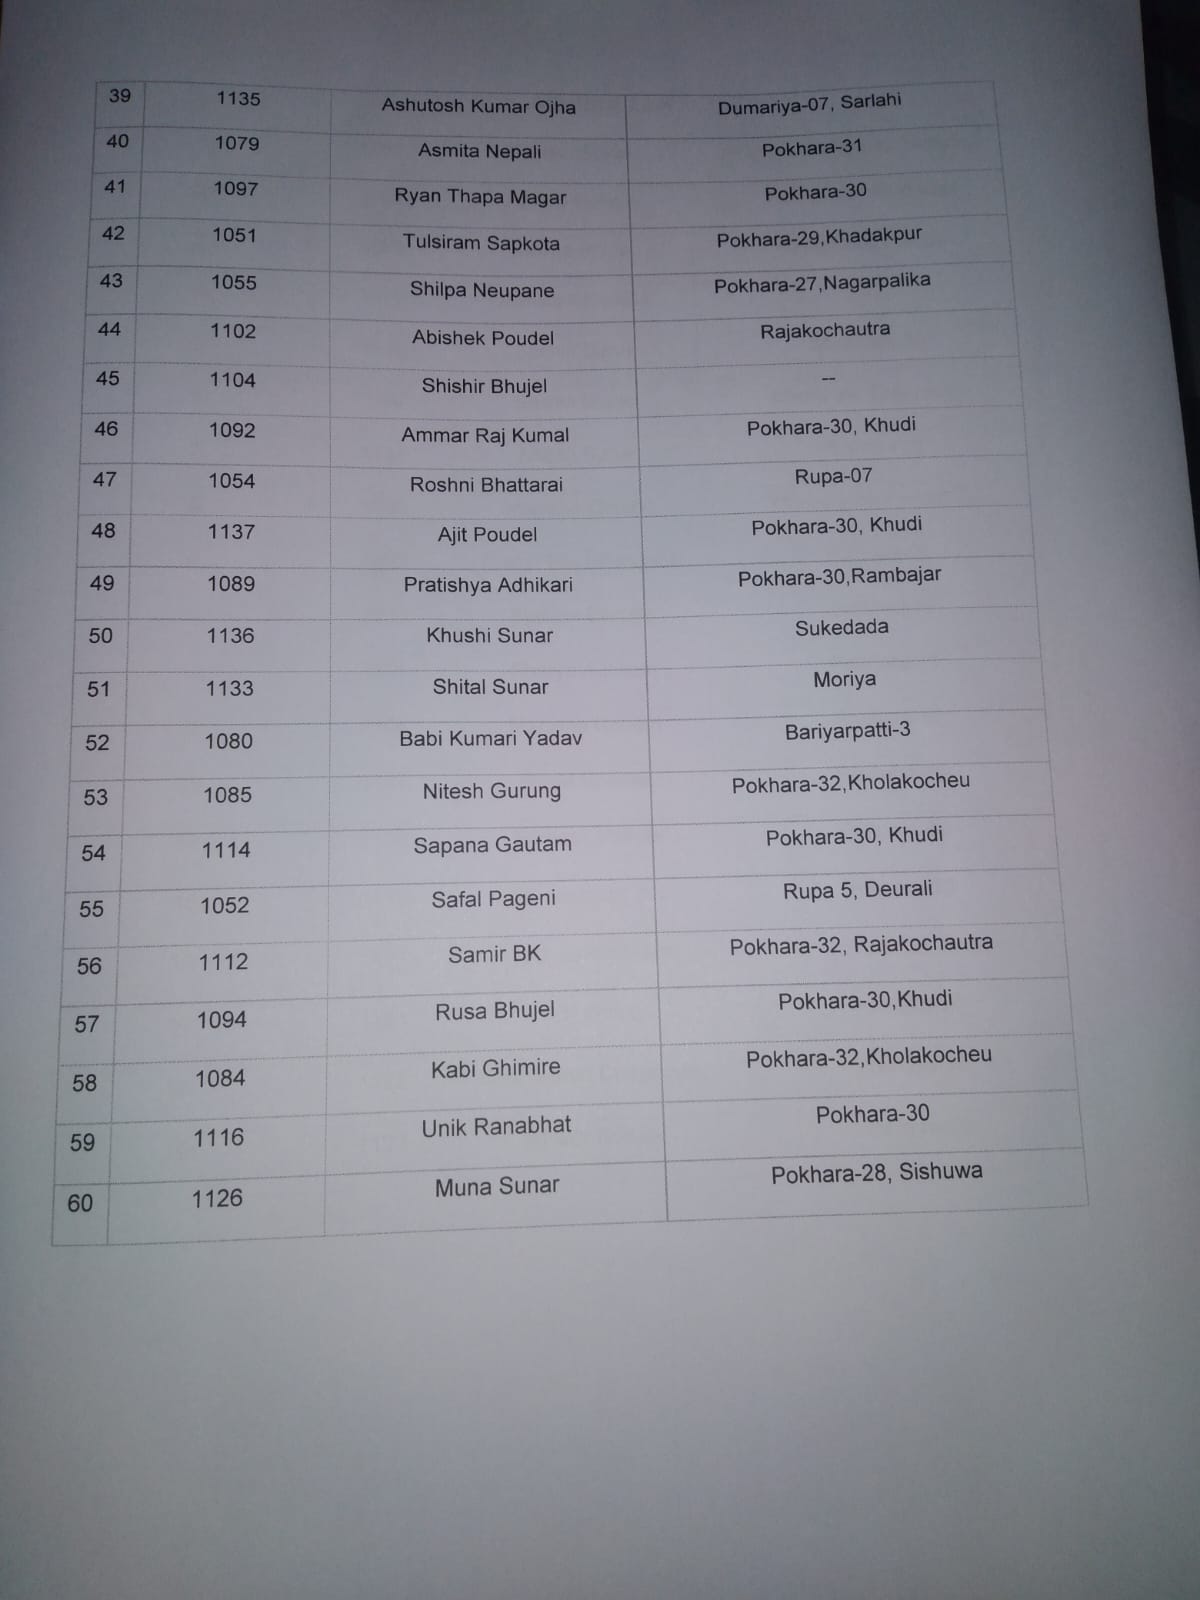 39 1135 Ashutosh Kumar Ojha Dumariya-07, Sarlahi
40 1079 Asmita Nepali Pokhara-31
41 1097 Ryan Thapa Magar Pokhara-30
42 1051 Tulsiram Sapkota Pokhara-29,Khadakpur
43 1055 Shilpa Neupane Pokhara-27,Nagarpalika
44 1102 Abishek Poudel Rajakochautra
45 1104 Shishir Bhujel --
46 1092 Ammar Raj Kumal Pokhara-30, Khudi
47 1054 Roshni Bhattarai Rupa-07
48 1137 Ajit Poudel Pokhara-30, Khudi
49 1089 Pratishya Adhikari Pokhara-30,Rambajar
50 1136 Khushi Sunar Sukedada
51 1133 Shital Sunar Moriya
52 1080 Babi Kumari Yadav Bariyarpatti-3
53 1085 Nitesh Gurung Pokhara-32,Kholakocheu
54 1114 Sapana Gautam Pokhara-30, Khudi
55 1052 Safal Pageni Rupa 5, Deurali
56 1112 Samir BK Pokhara-32, Rajakochautra
57 1094 Rusa Bhujel Pokhara-30,Khudi
58 1084 Kabi Ghimire Pokhara-32,Kholakocheu
59 1116 Unik Ranabhat Pokhara-30
60 1126 Muna Sunar Pokhara-28, Sishuwa